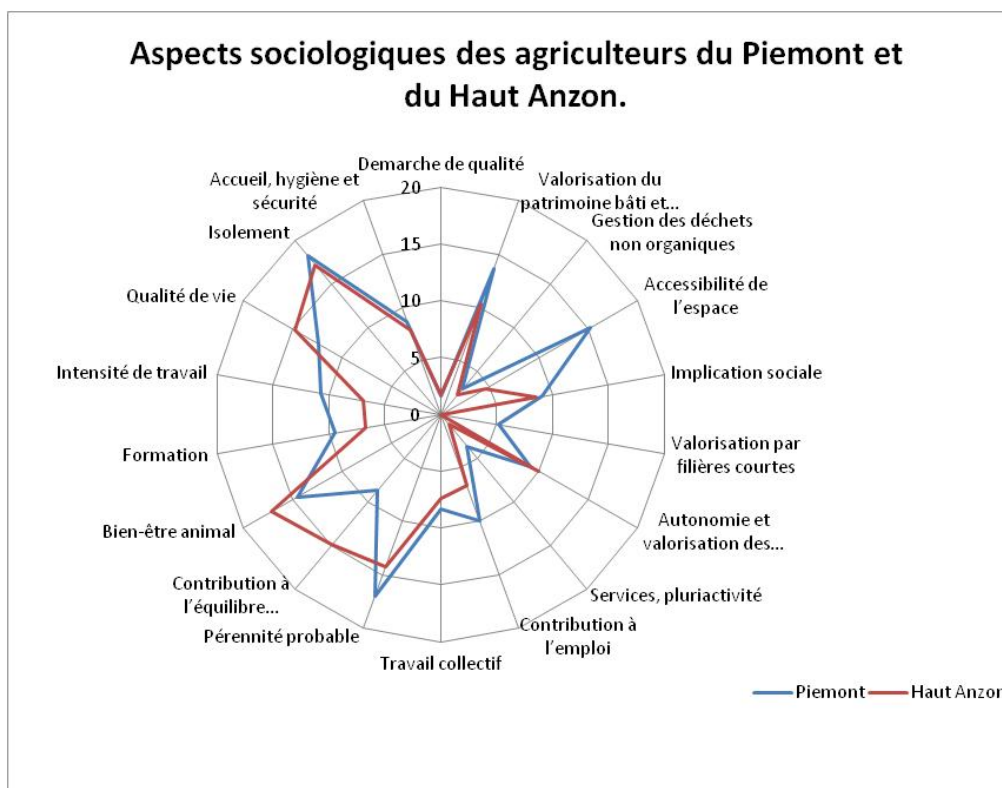 Aspects sociologiques des agriculteurs du Piemont et
du Haut Anzon.
Demarche de qualité
Valorisation du
patrimoine bâti et...
Gestion des déchets
non organiques
Accessibilité de
l'espace
Implication sociale
Valorisation par
filières courtes
Autonomie et
valorisation des...
Services, pluriactivité
Contribution à
l'emploi
Travail collectif
Pérennité probable
Contribution à
l'équilibre...
Bien-être animal
Formation
Intensité de travail
Qualité de vie
Isolement
Accueil, hygiène et
sécurité
20
15
10
5
0
Piemont
Haut Anzon